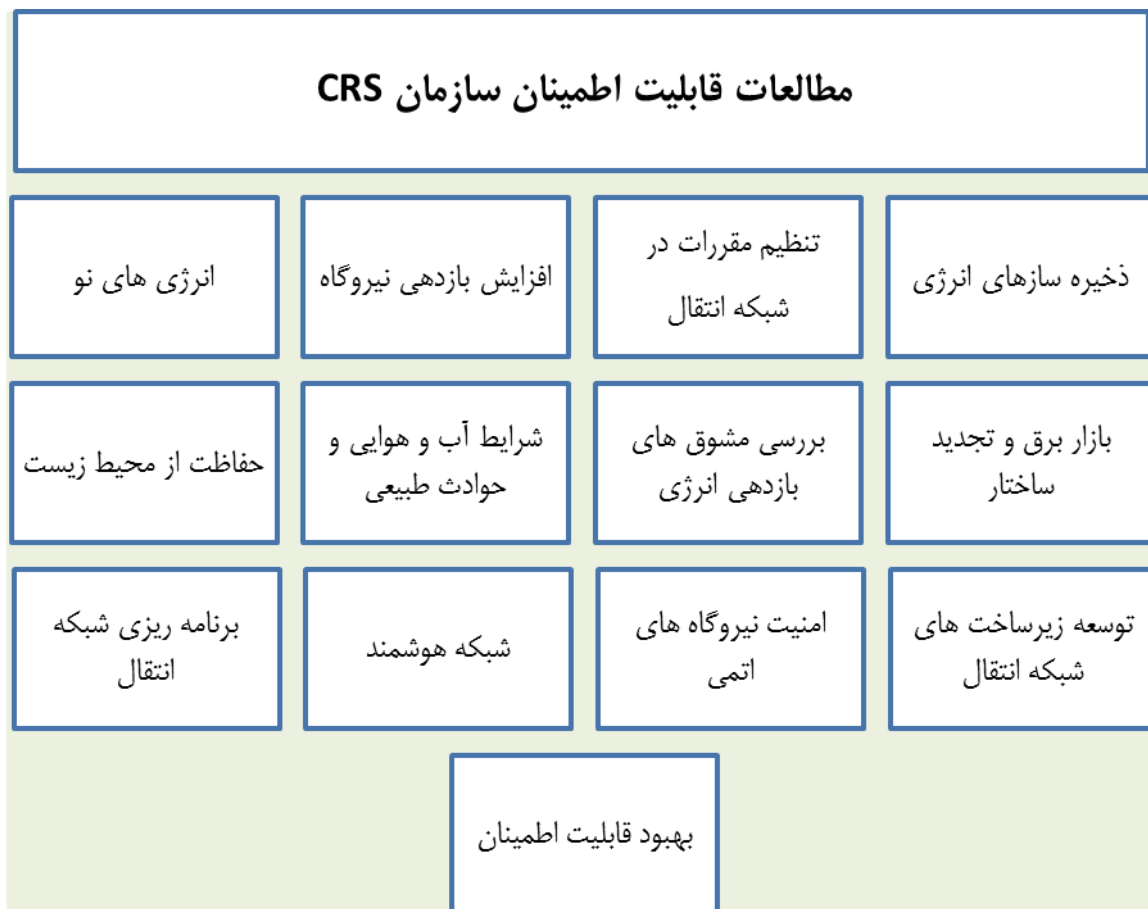 مطالعات قابلیت اطمینان سازمان CRS
ذخیره سازهای انرژی
تنظیم مقررات در
شبکه انتقال
افزایش بازدهی نیروگاه
انرژی های نو
بازار برق و تجدید
ساختار
بررسی مشوق های
بازدهی انرژی
شرایط آب و هوایی و
حوادث طبیعی
حفاظت از محیط زیست
توسعه زیرساخت های
شبکه انتقال
امنیت نیروگاه های
اتمی
شبکه هوشمند
برنامه ریزی شبکه
انتقال
بهبود قابلیت اطمینان